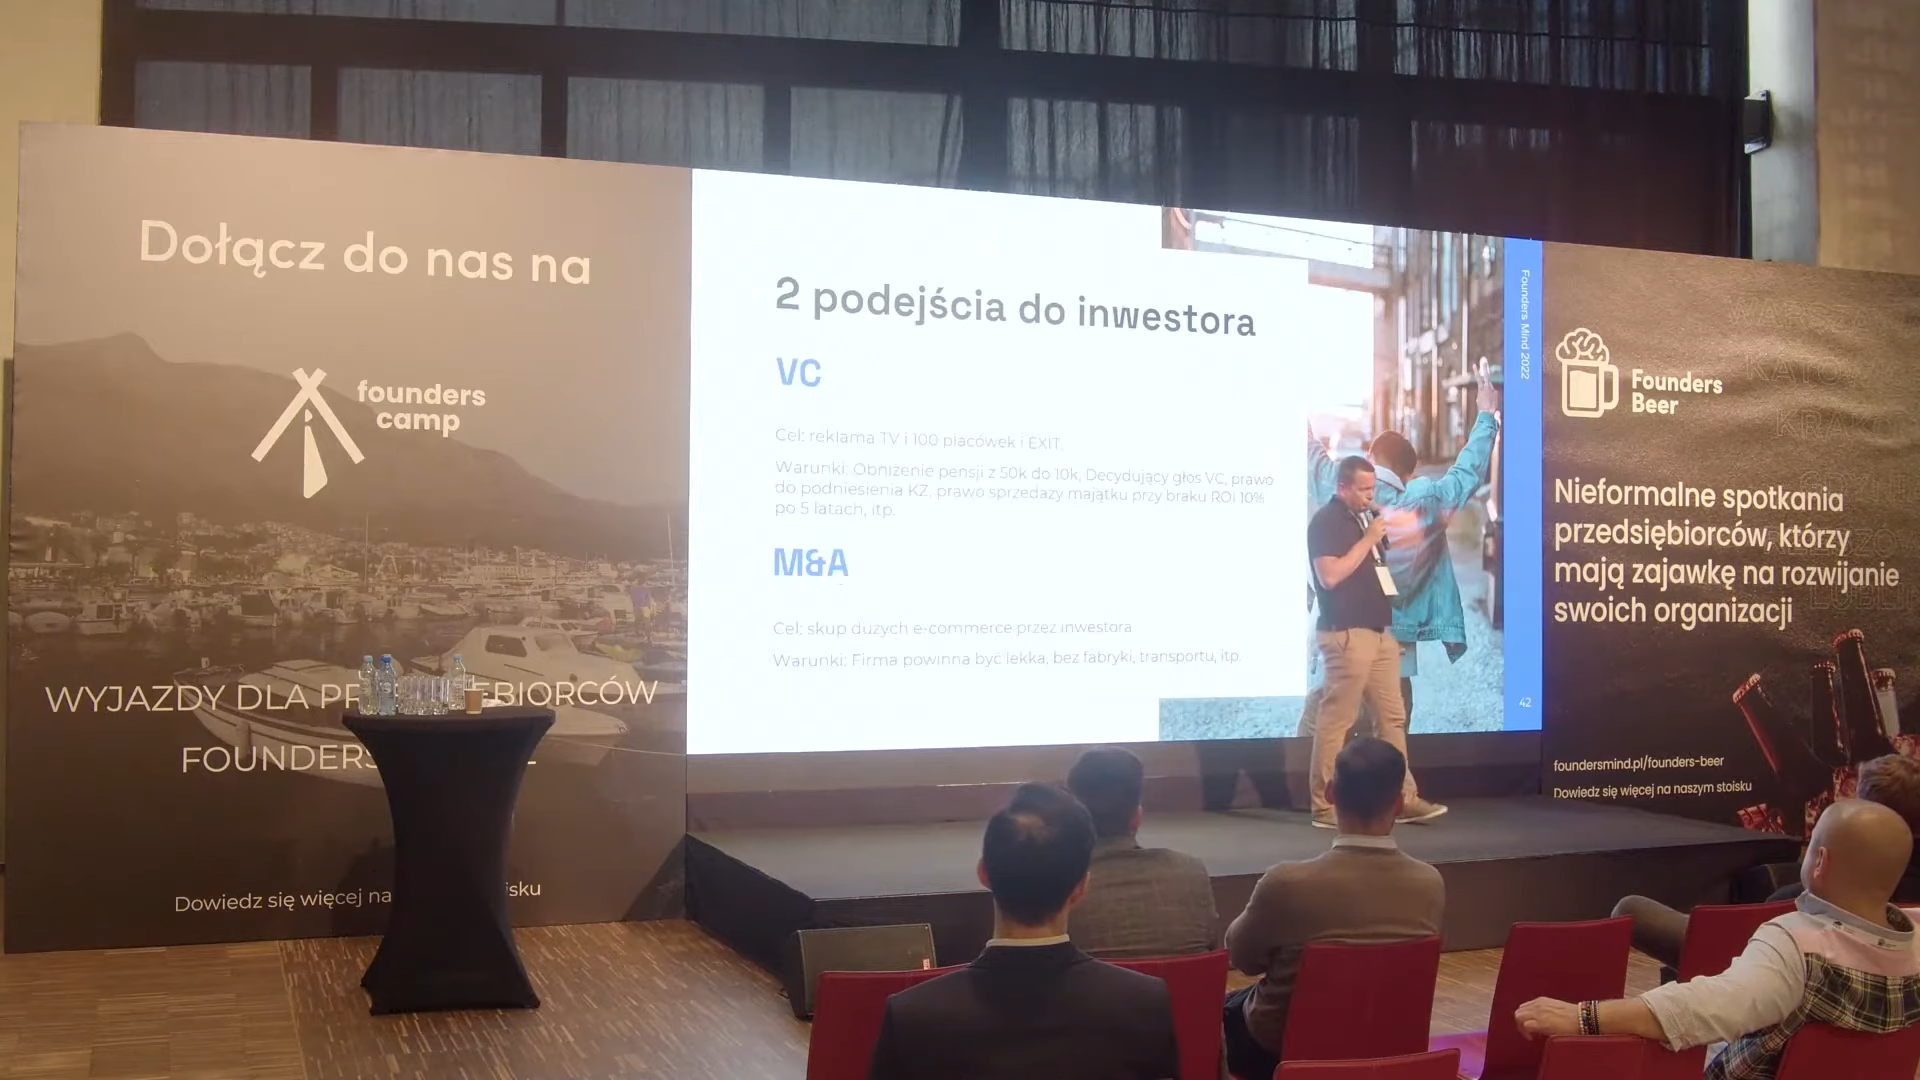 Dołącz do nas na
founders
camp
WYJAZDY DLA
FOUNDERS
Dowiedz się więcej na
2 podejścia do inwestora
VC
Cel: reklama TV i 100 placówek i EXIT.
Warunki: Obniżenie pensji z 50k do 10k, Decydujący głos VC, prawo
do podniesienia KZ, prawo sprzedaży majątku przy braku ROI 10%
po 5 latach, itp.
M&A
Cel: skup dużych e-commerce przez inwestora
Warunki: Firma powinna być lekka, bez fabryki, transportu, itp.
Founders Mind 2022
42
Founders
Beer
Nieformalne spotkania
przedsiębiorców, którzy
mają zajawkę na rozwijanie
swoich organizacji
foundersmind.pl/founders-beer
Dowiedz się więcej na naszym stoisku